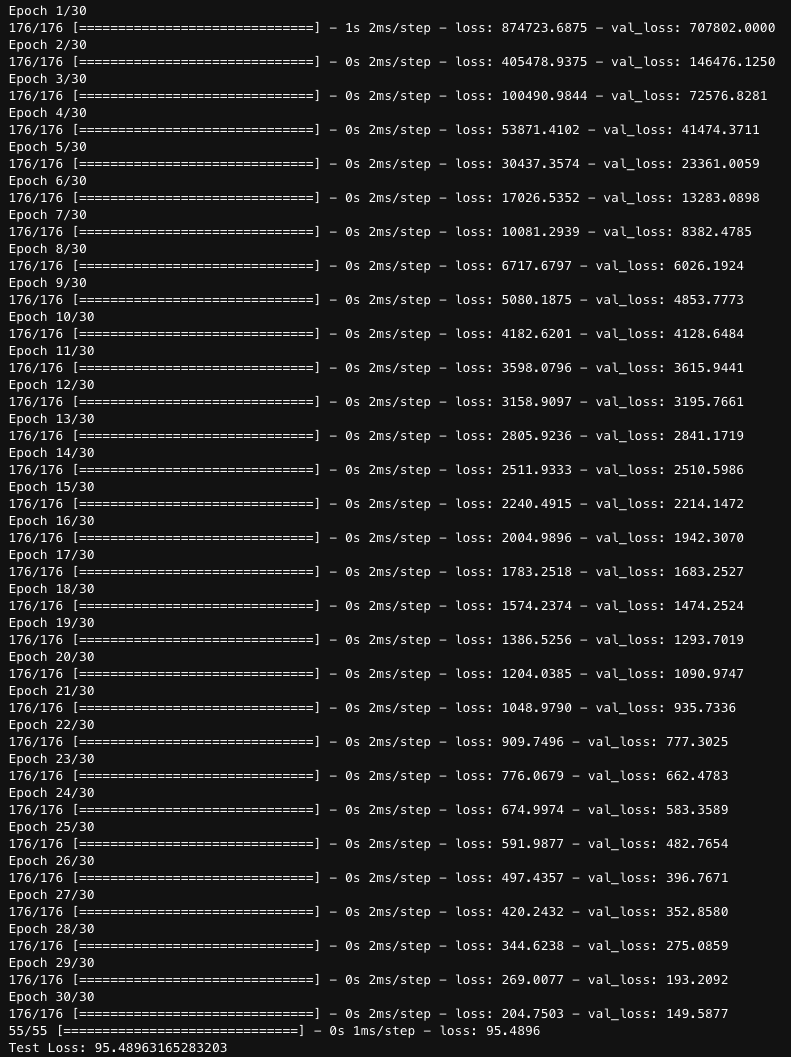 Epoch 1/30
176/176 [==============================] - 1s 2ms/step - loss: 874723.6875 - val_loss: 707802.0000
Epoch 2/30
176/176 [==============================] - 0s 2ms/step - loss: 405478.9375 - val_loss: 146476.1250
Epoch 3/30
176/176 [==============================] - 0s 2ms/step - loss: 100490.9844 - val_loss: 72576.8281
Epoch 4/30
176/176 [==============================] - 0s 2ms/step - loss: 53871.4102 - val_loss: 41474.3711
Epoch 5/30
176/176 [==============================] - 0s 2ms/step - loss: 30437.3574 - val_loss: 23361.0059
Epoch 6/30
176/176 [==============================] - 0s 2ms/step - loss: 17026.5352 - val_loss: 13283.0898
Epoch 7/30
176/176 [==============================] - 0s 2ms/step - loss: 10081.2939 - val_loss: 8382.4785
Epoch 8/30
176/176 [==============================] - 0s 2ms/step - loss: 6717.6797 - val_loss: 6026.1924
Epoch 9/30
176/176 [==============================] - 0s 2ms/step - loss: 5080.1875 - val_loss: 4853.7773
Epoch 10/30
176/176 [==============================] - 0s 2ms/step - loss: 4182.6201 - val_loss: 4128.6484
Epoch 11/30
176/176 [==============================] - 0s 2ms/step - loss: 3598.0796 - val_loss: 3615.9441
Epoch 12/30
176/176 [==============================] - 0s 2ms/step - loss: 3158.9097 - val_loss: 3195.7661
Epoch 13/30
176/176 [==============================] - 0s 2ms/step - loss: 2805.9236 - val_loss: 2841.1719
Epoch 14/30
176/176 [==============================] - 0s 2ms/step - loss: 2511.9333 - val_loss: 2510.5986
Epoch 15/30
176/176 [==============================] - 0s 2ms/step - loss: 2240.4915 - val_loss: 2214.1472
Epoch 16/30
176/176 [==============================] - 0s 2ms/step - loss: 2004.9896 - val_loss: 1942.3070
Epoch 17/30
176/176 [==============================] - 0s 2ms/step - loss: 1783.2518 - val_loss: 1683.2527
Epoch 18/30
176/176 [==============================] - 0s 2ms/step - loss: 1574.2374 - val_loss: 1474.2524
Epoch 19/30
176/176 [==============================] - 0s 2ms/step - loss: 1386.5256 - val_loss: 1293.7019
Epoch 20/30
176/176 [==============================] - 0s 2ms/step - loss: 1204.0385 - val_loss: 1090.9747
Epoch 21/30
176/176 [==============================] - 0s 2ms/step - loss: 1048.9790 - val_loss: 935.7336
Epoch 22/30
176/176 [==============================] - 0s 2ms/step - loss: 909.7496 - val_loss: 777.3025
Epoch 23/30
176/176 [==============================] - 0s 2ms/step - loss: 776.0679 - val_loss: 662.4783
Epoch 24/30
176/176 [==============================] - 0s 2ms/step - loss: 674.9974 - val_loss: 583.3589
Epoch 25/30
176/176 [==============================] - 0s 2ms/step - loss: 591.9877 - val_loss: 482.7654
Epoch 26/30
176/176 [==============================] - 0s 2ms/step - loss: 497.4357 - val_loss: 396.7671
Epoch 27/30
176/176 [==============================] - 0s 2ms/step - loss: 420.2432 - val_loss: 352.8580
Epoch 28/30
176/176 [==============================] - 0s 2ms/step - loss: 344.6238 - val_loss: 275.0859
Epoch 29/30
176/176 [==============================] - 0s 2ms/step - loss: 269.0077 - val_loss: 193.2092
Epoch 30/30
176/176 [==============================] - 0s 2ms/step - loss: 204.7503 - val_loss: 149.5877
55/55 [==============================] - 0s 1ms/step - loss: 95.4896
Test Loss: 95.48963165283203